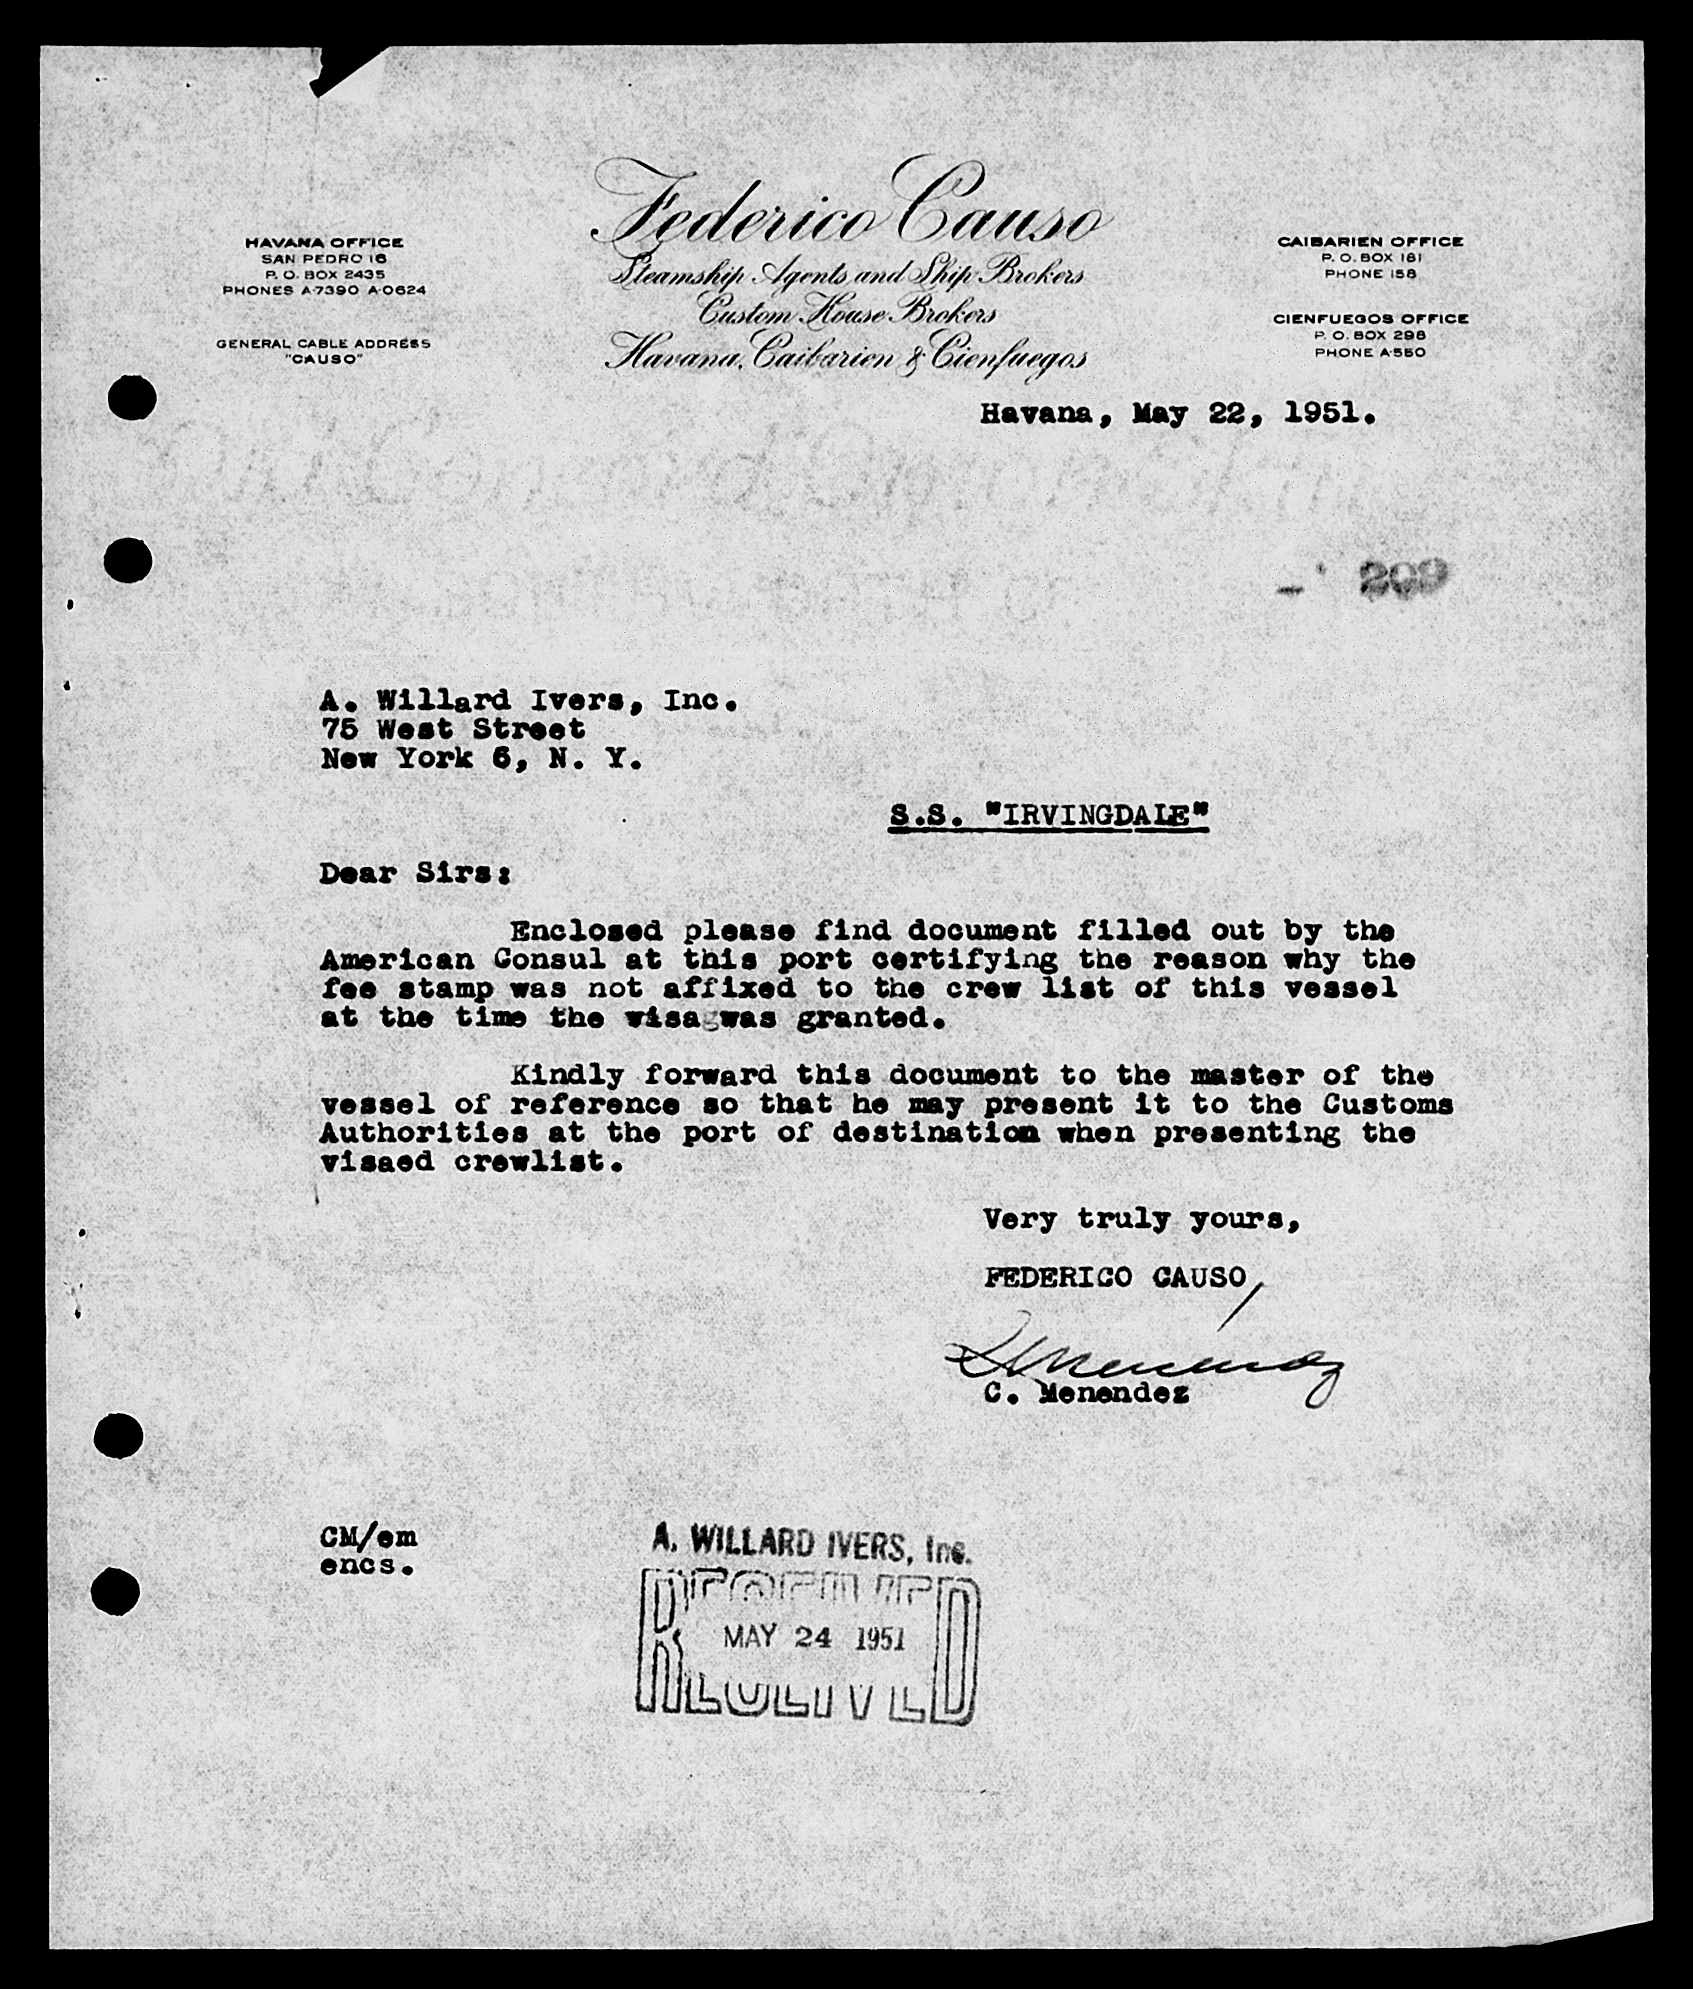 Federico Causo
Steamship Agents and Ship Brokers
Custom House Brokers
Havana, Caibarien & Cienfuegos
HAVANA OFFICE
SAN PEDRO 16
P. O. BOX 2435
PHONES A-7390 A-0624
GENERAL CABLE ADDRESS
"CAUSO"
CAIBARIEN OFFICE
P. O. BOX 181
PHONE 158
CIENFUEGOS OFFICE
P. O. BOX 298
PHONE A-550
Havana, May 22, 1951.
209
A. Willard Ivers, Inc.
75 West Street
New York 6, N. Y.
S.S. "IRVINGDALE"
Dear Sirs:
Enclosed please find document filled out by the
American Consul at this port certifying the reason why the
fee stamp was not affixed to the crew list of this vessel
at the time the visa was granted.
Kindly forward this document to the master of the
vessel of reference so that he may present it to the Customs
Authorities at the port of destination when presenting the
visaed crewlist.
Very truly yours,
FEDERICO CAUSO
C. Menendez
CM/em
encs.
A. WILLARD IVERS, Inc.
RECEIVED
MAY 24 1951
RECEIVED